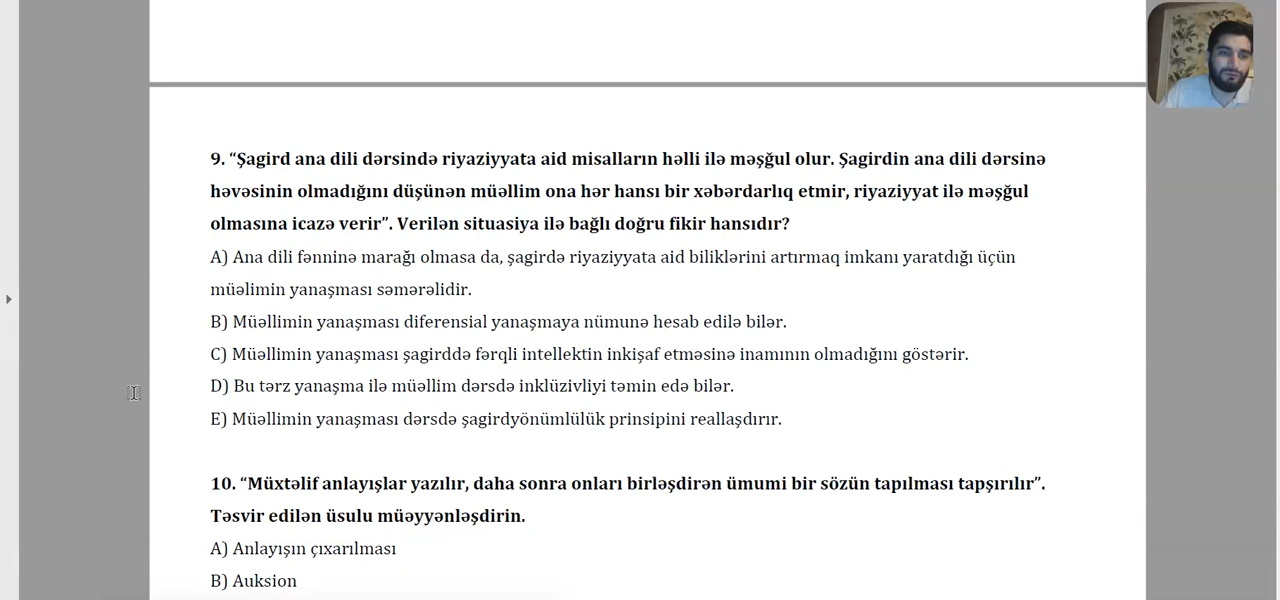 9. “Şagird ana dili dərsində riyaziyyata aid misalların həlli ilə məşğul olur. Şagirdin ana dili dərsinə
həvəsinin olmadığını düşünən müəllim ona hər hansı bir xəbərdarlıq etmir, riyaziyyat ilə məşğul
olmasına icazə verir”. Verilən situasiya ilə bağlı doğru fikir hansıdır?
A) Ana dili fənninə marağı olmasa da, şagirdə riyaziyyata aid biliklərini artırmaq imkanı yaratdığı üçün
müəlimin yanaşması səmərəlidir.
B) Müəllimin yanaşması diferensial yanaşmaya nümunə hesab edilə bilər.
C) Müəllimin yanaşması şagirddə fərqli intellektin inkişaf etməsinə inamının olmadığını göstərir.
D) Bu tərz yanaşma ilə müəllim dərsdə inklüzivliyi təmin edə bilər.
E) Müəllimin yanaşması dərsdə şagirdyönümlülük prinsipini reallaşdırır.
10. “Müxtəlif anlayışlar yazılır, daha sonra onları birləşdirən ümumi bir sözün tapılması tapşırılır”.
Təsvir edilən üsulu müəyyənləşdirin.
A) Anlayışın çıxarılması
B) Auksion